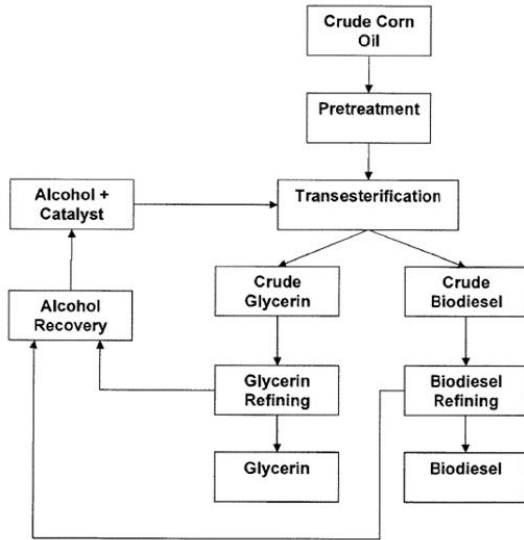 Crude Corn
Oil
Pretreatment
Alcohol +
Catalyst
Transesterification
Crude
Glycerin
Crude
Biodiesel
Alcohol
Recovery
Glycerin
Refining
Biodiesel
Refining
Glycerin
Biodiesel